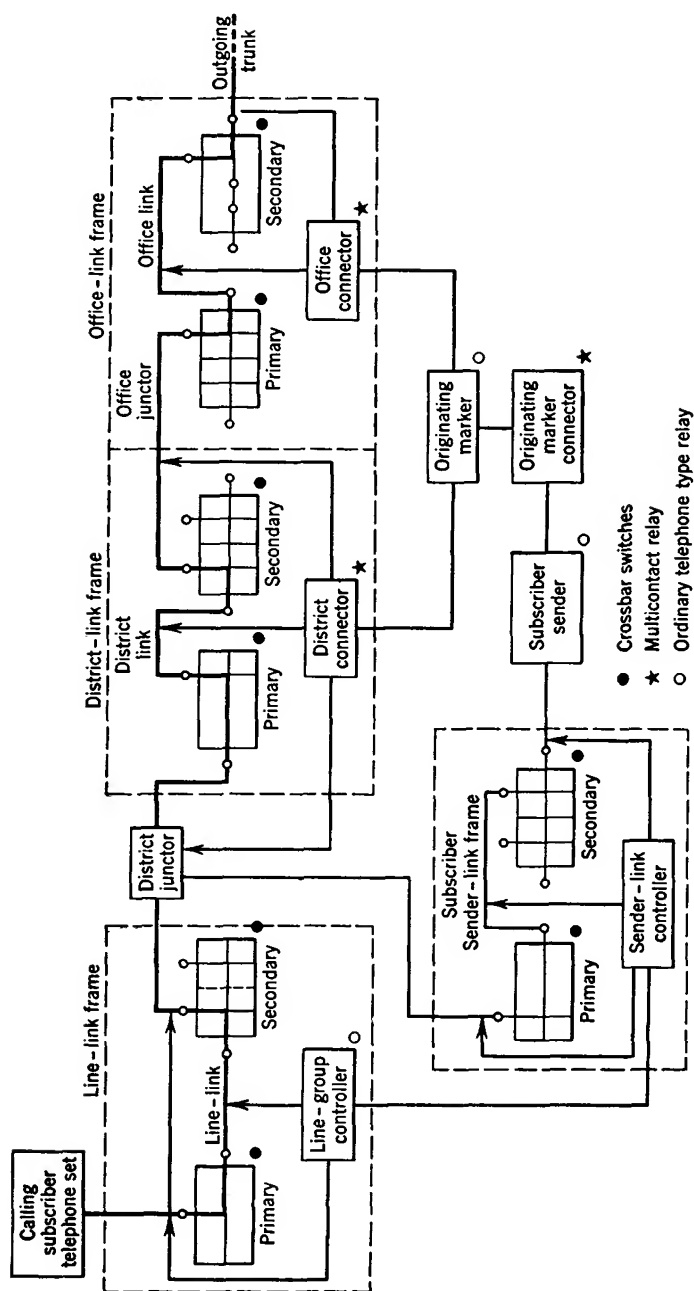 Calling
subscriber
telephone set
Line-link frame
Primary
Line-link
Secondary
Line-group
controller
District
junctor
District-link frame
District
link
Primary
Secondary
District
connector
Office-link frame
Office
junctor
Office link
Primary
Secondary
Office
connector
Outgoing
trunk
Originating
marker
Originating
marker
connector
Subscriber
sender
Subscriber
Sender-link frame
Primary
Secondary
Sender-link
controller
● Crossbar switches
★ Multicontact relay
○ Ordinary telephone type relay